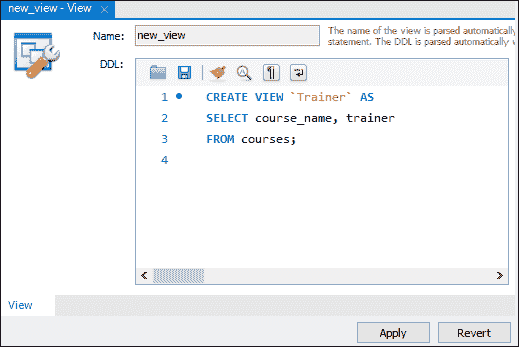 new_view - View
Name: new_view
The name of the view is parsed automatically
statement. The DDL is parsed automatically
DDL:
1 CREATE VIEW `Trainer` AS
2 SELECT course_name, trainer
3 FROM courses;
4
View
Apply Revert